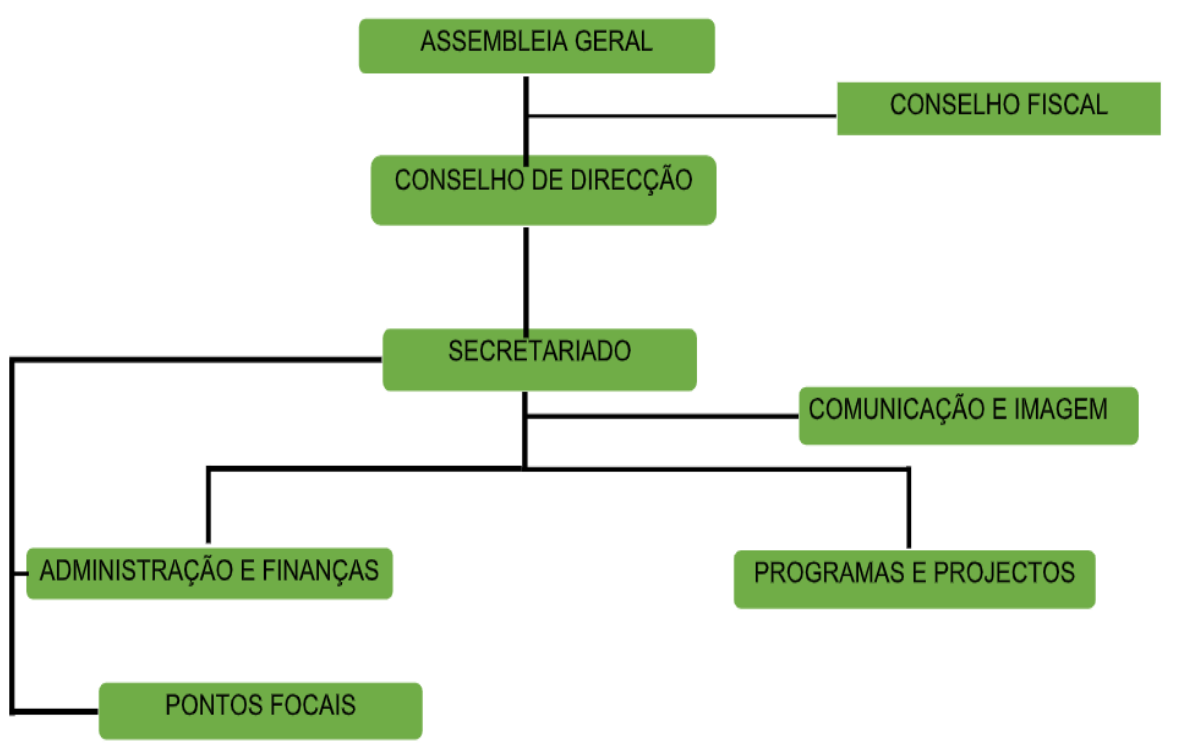 ASSEMBLEIA GERAL
CONSELHO FISCAL
CONSELHO DE DIRECÇÃO
SECRETARIADO
COMUNICAÇÃO E IMAGEM
ADMINISTRAÇÃO E FINANÇAS
PROGRAMAS E PROJECTOS
PONTOS FOCAIS